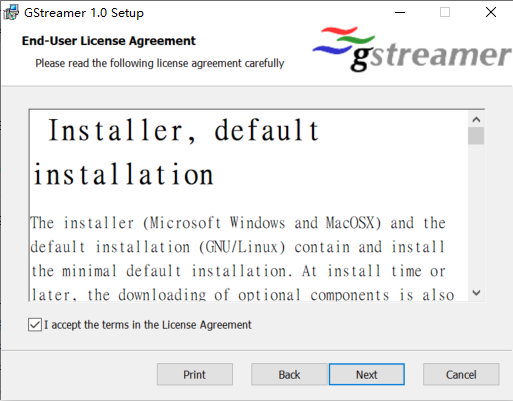 GStreamer 1.0 Setup
End-User License Agreement
Please read the following license agreement carefully
gstreamer
Installer, default
installation
The installer (Microsoft Windows and MacOSX) and the
default installation (GNU/Linux) contain and install
the minimal default installation. At install time or
later, the downloading of optional components is also
I accept the terms in the License Agreement
Print
Back
Next
Cancel